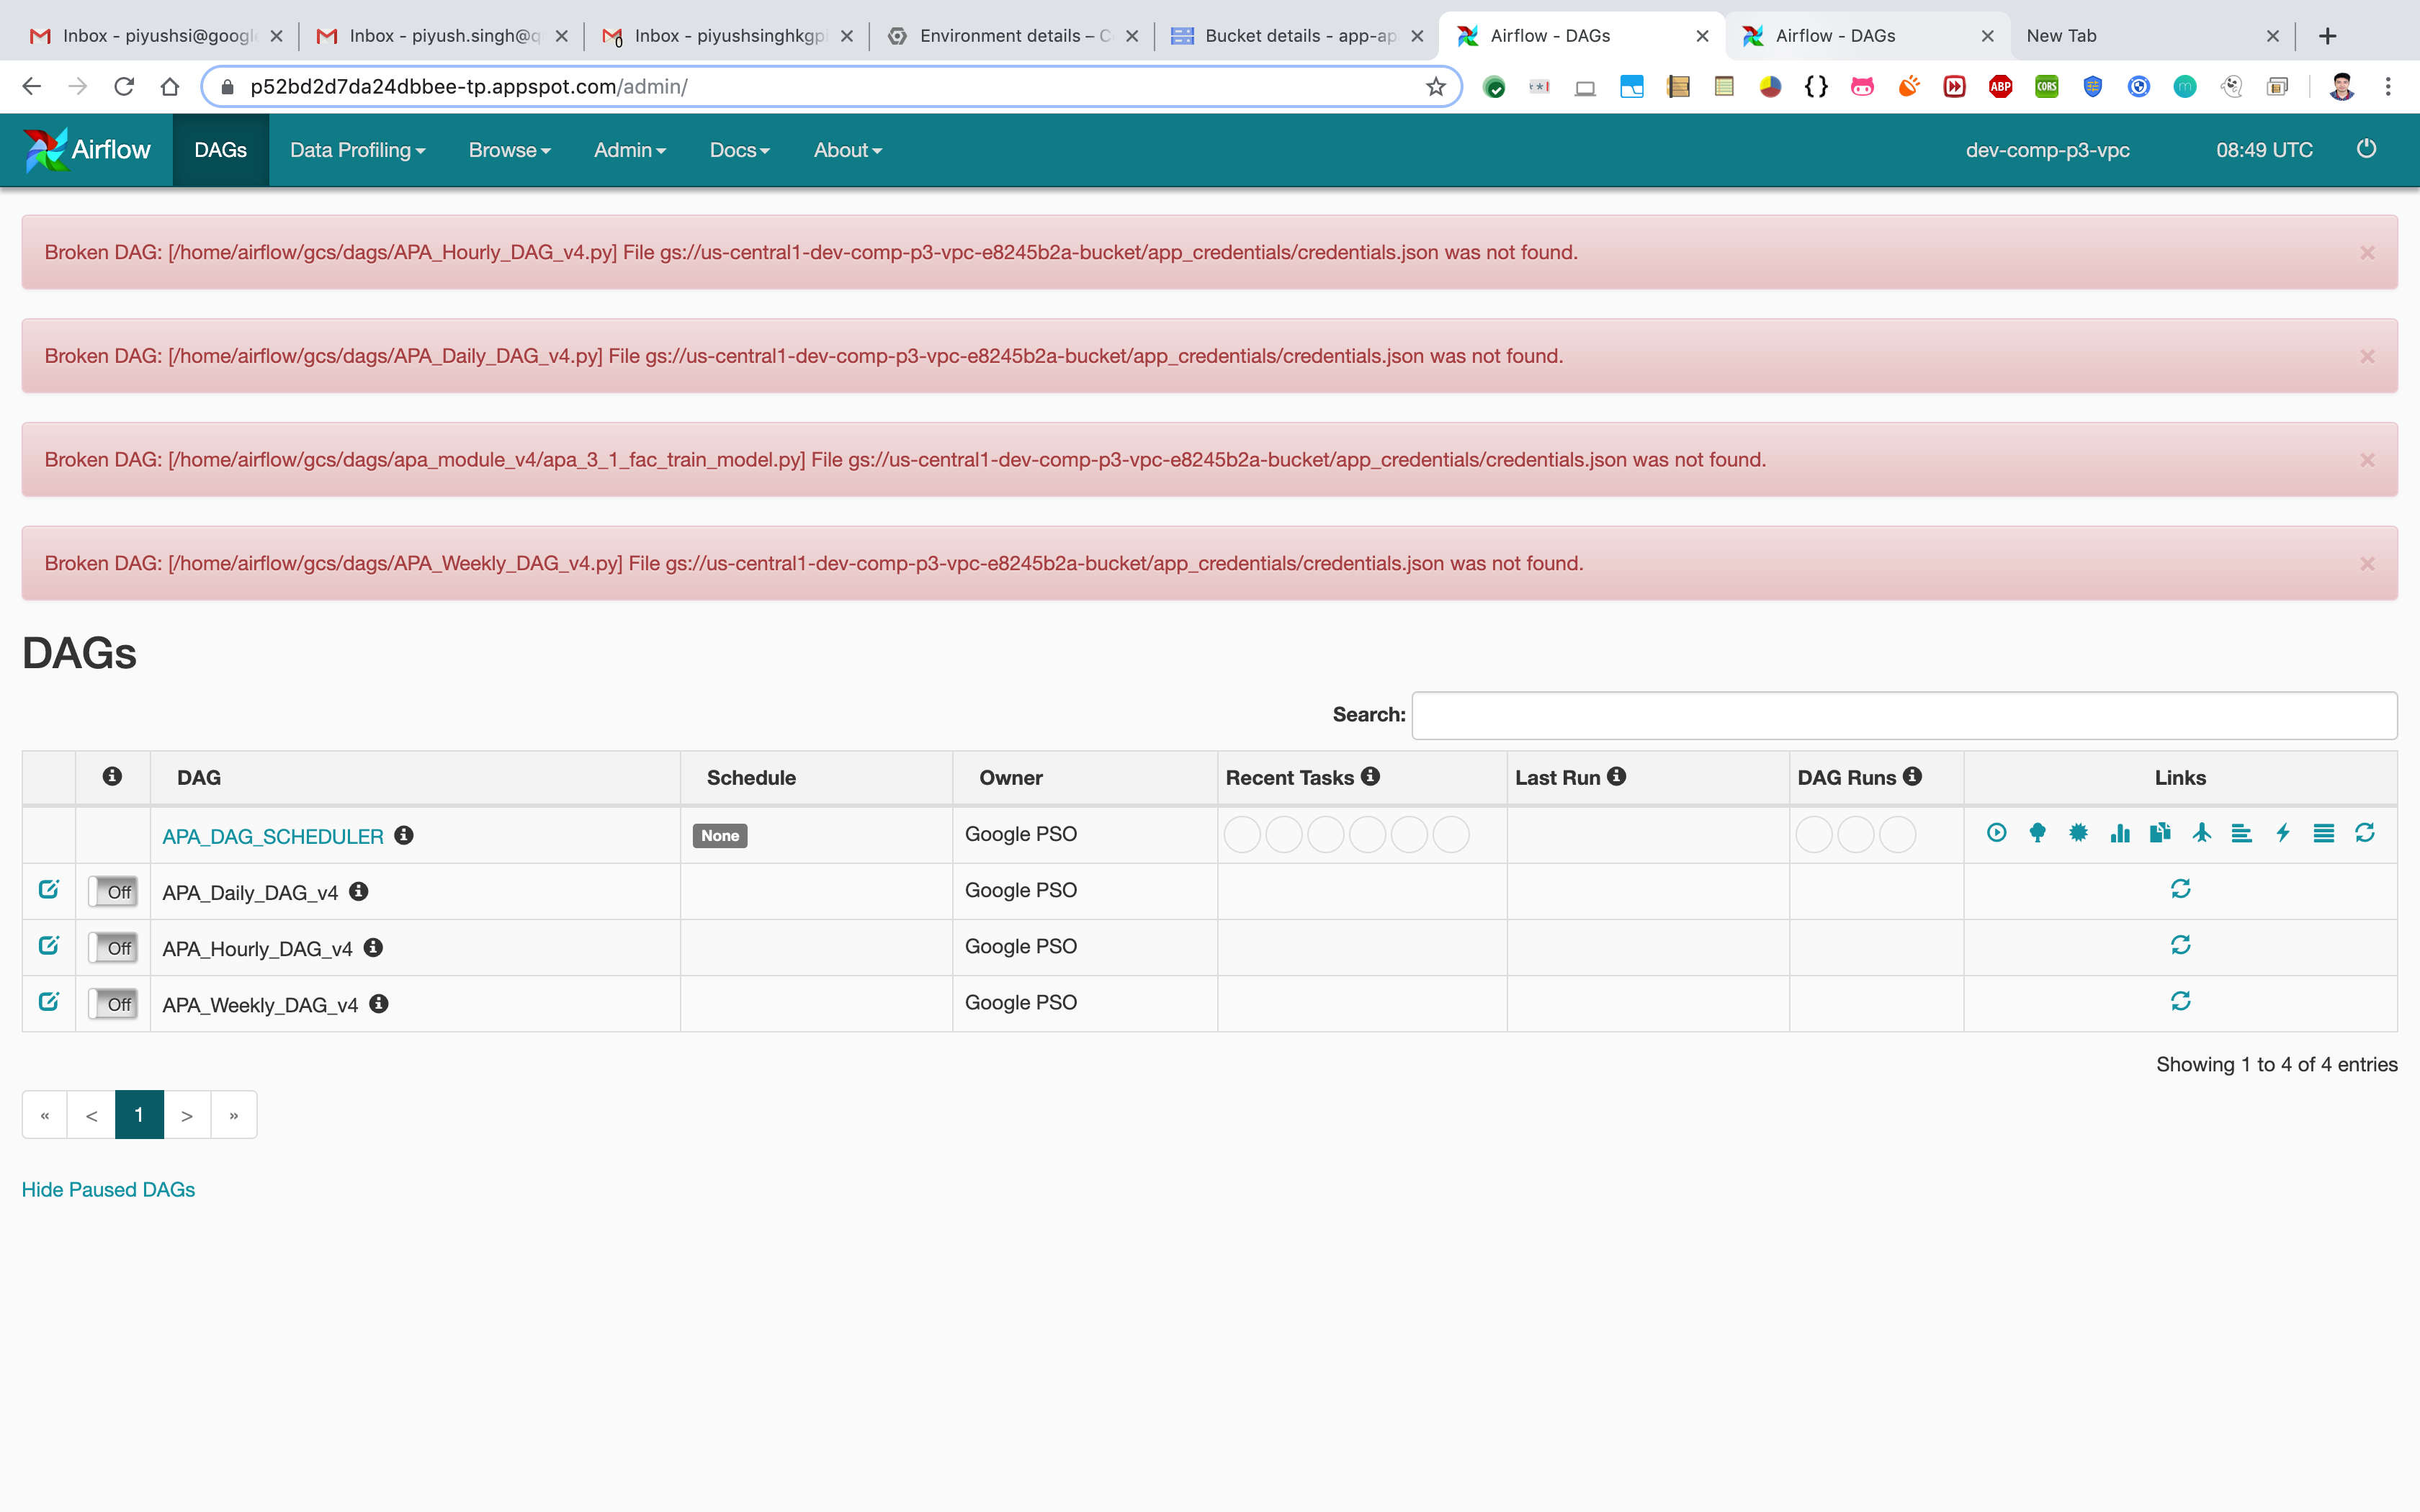 Inbox - piyushsi@googl
Inbox - piyush.singh@q
Inbox - piyushsinghkgp
Environment details – C
Bucket details - app-ap
Airflow - DAGs
Airflow - DAGs
New Tab
p52bd2d7da24dbbee-tp.appspot.com/admin/
ABP
CORS
m
Airflow
DAGs
Data Profiling
Browse
Admin
Docs
About
dev-comp-p3-vpc
08:49 UTC
Broken DAG: [/home/airflow/gcs/dags/APA_Hourly_DAG_v4.py] File gs://us-central1-dev-comp-p3-vpc-e8245b2a-bucket/app_credentials/credentials.json was not found.
×
Broken DAG: [/home/airflow/gcs/dags/APA_Daily_DAG_v4.py] File gs://us-central1-dev-comp-p3-vpc-e8245b2a-bucket/app_credentials/credentials.json was not found.
×
Broken DAG: [/home/airflow/gcs/dags/apa_module_v4/apa_3_1_fac_train_model.py] File gs://us-central1-dev-comp-p3-vpc-e8245b2a-bucket/app_credentials/credentials.json was not found.
×
Broken DAG: [/home/airflow/gcs/dags/APA_Weekly_DAG_v4.py] File gs://us-central1-dev-comp-p3-vpc-e8245b2a-bucket/app_credentials/credentials.json was not found.
×
DAGs
Search:
DAG Schedule Owner Recent Tasks Last Run DAG Runs Links
APA_DAG_SCHEDULER None Google PSO
Off APA_Daily_DAG_v4 Google PSO
Off APA_Hourly_DAG_v4 Google PSO
Off APA_Weekly_DAG_v4 Google PSO
Showing 1 to 4 of 4 entries
« < 1 > »
Hide Paused DAGs